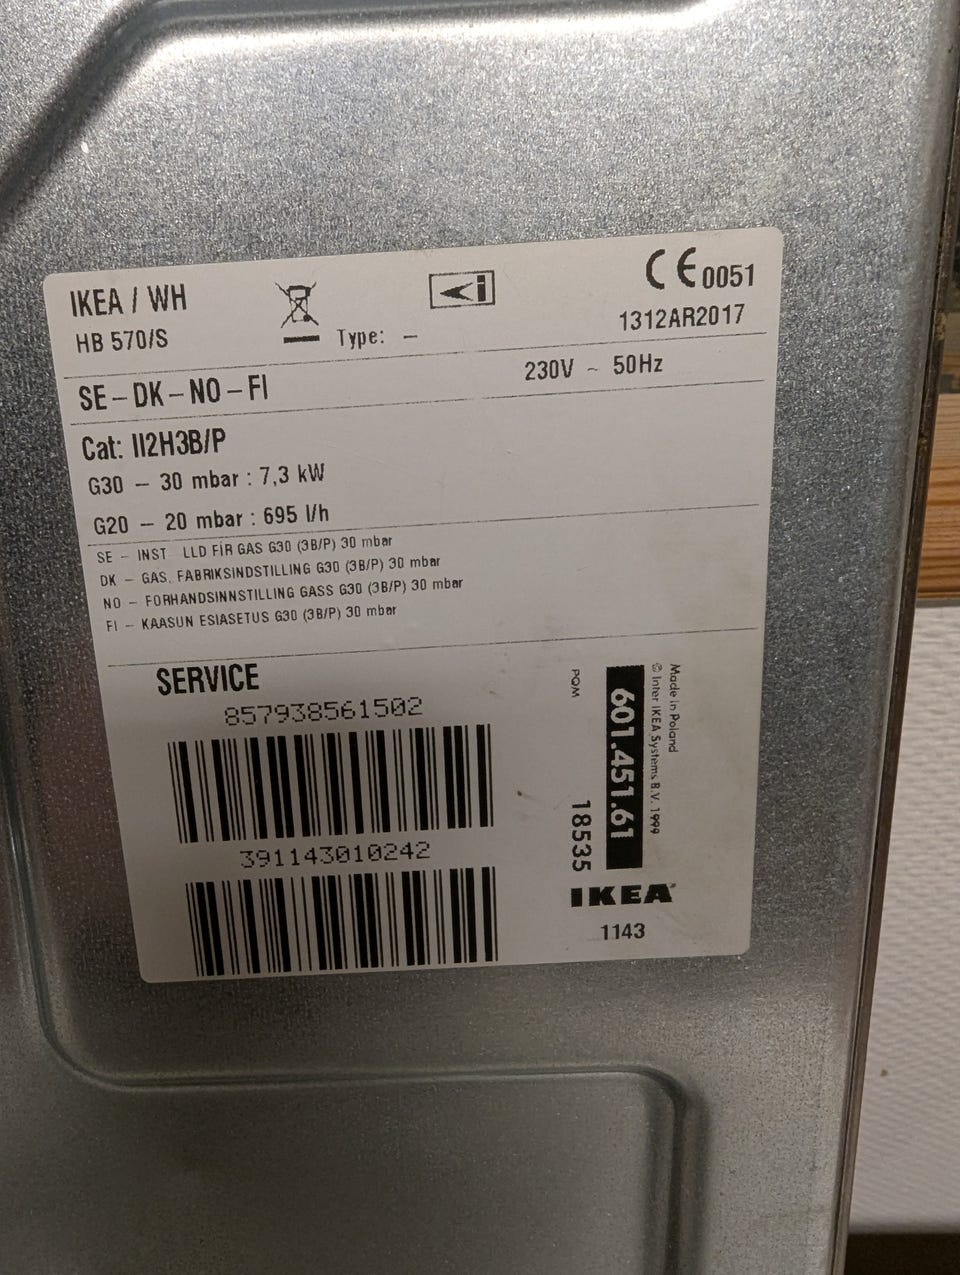 IKEA / WH
HB 570/S
Type: –
CE 0051
1312AR2017
SE – DK – NO – FI
230V ~ 50Hz
Cat: II2H3B/P
G30 – 30 mbar : 7,3 kW
G20 – 20 mbar : 695 l/h
SE – INST LLD FÍR GAS G30 (3B/P) 30 mbar
DK – GAS, FABRIKSINDSTILLING G30 (3B/P) 30 mbar
NO – FORHANDSINNSTILLING GASS G30 (3B/P) 30 mbar
FI – KAASUN ESIASETUS G30 (3B/P) 30 mbar
SERVICE
857938561502
391143010242
Made in Poland
© Inter IKEA Systems B.V. 1999
601.451.61
PQM
18535
IKEA
1143